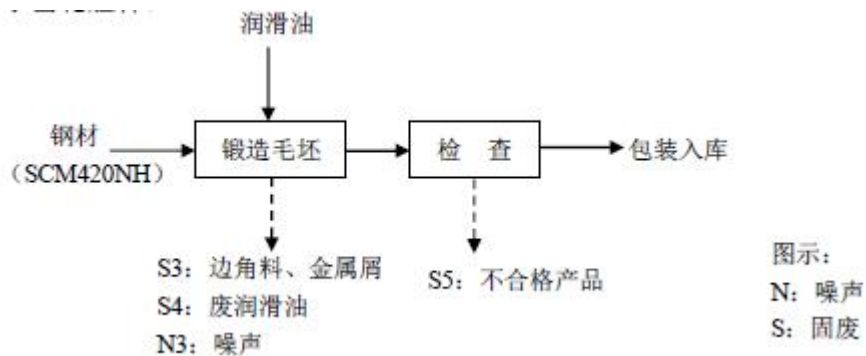 润滑油
钢材
（SCM420NH）
锻造毛坯
检 查
包装入库
S3：边角料、金属屑
S4：废润滑油
N3：噪声
S5：不合格产品
图示：
N：噪声
S：固废